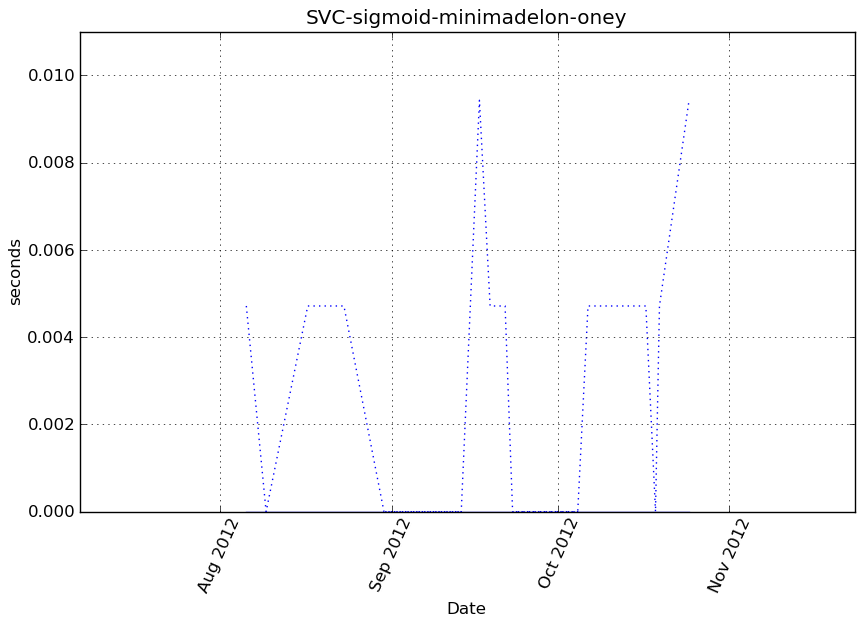 SVC-sigmoid-minimadelon-oney
0.010
0.008
0.006
0.004
0.002
0.000
seconds
Aug 2012
Sep 2012
Oct 2012
Nov 2012
Date